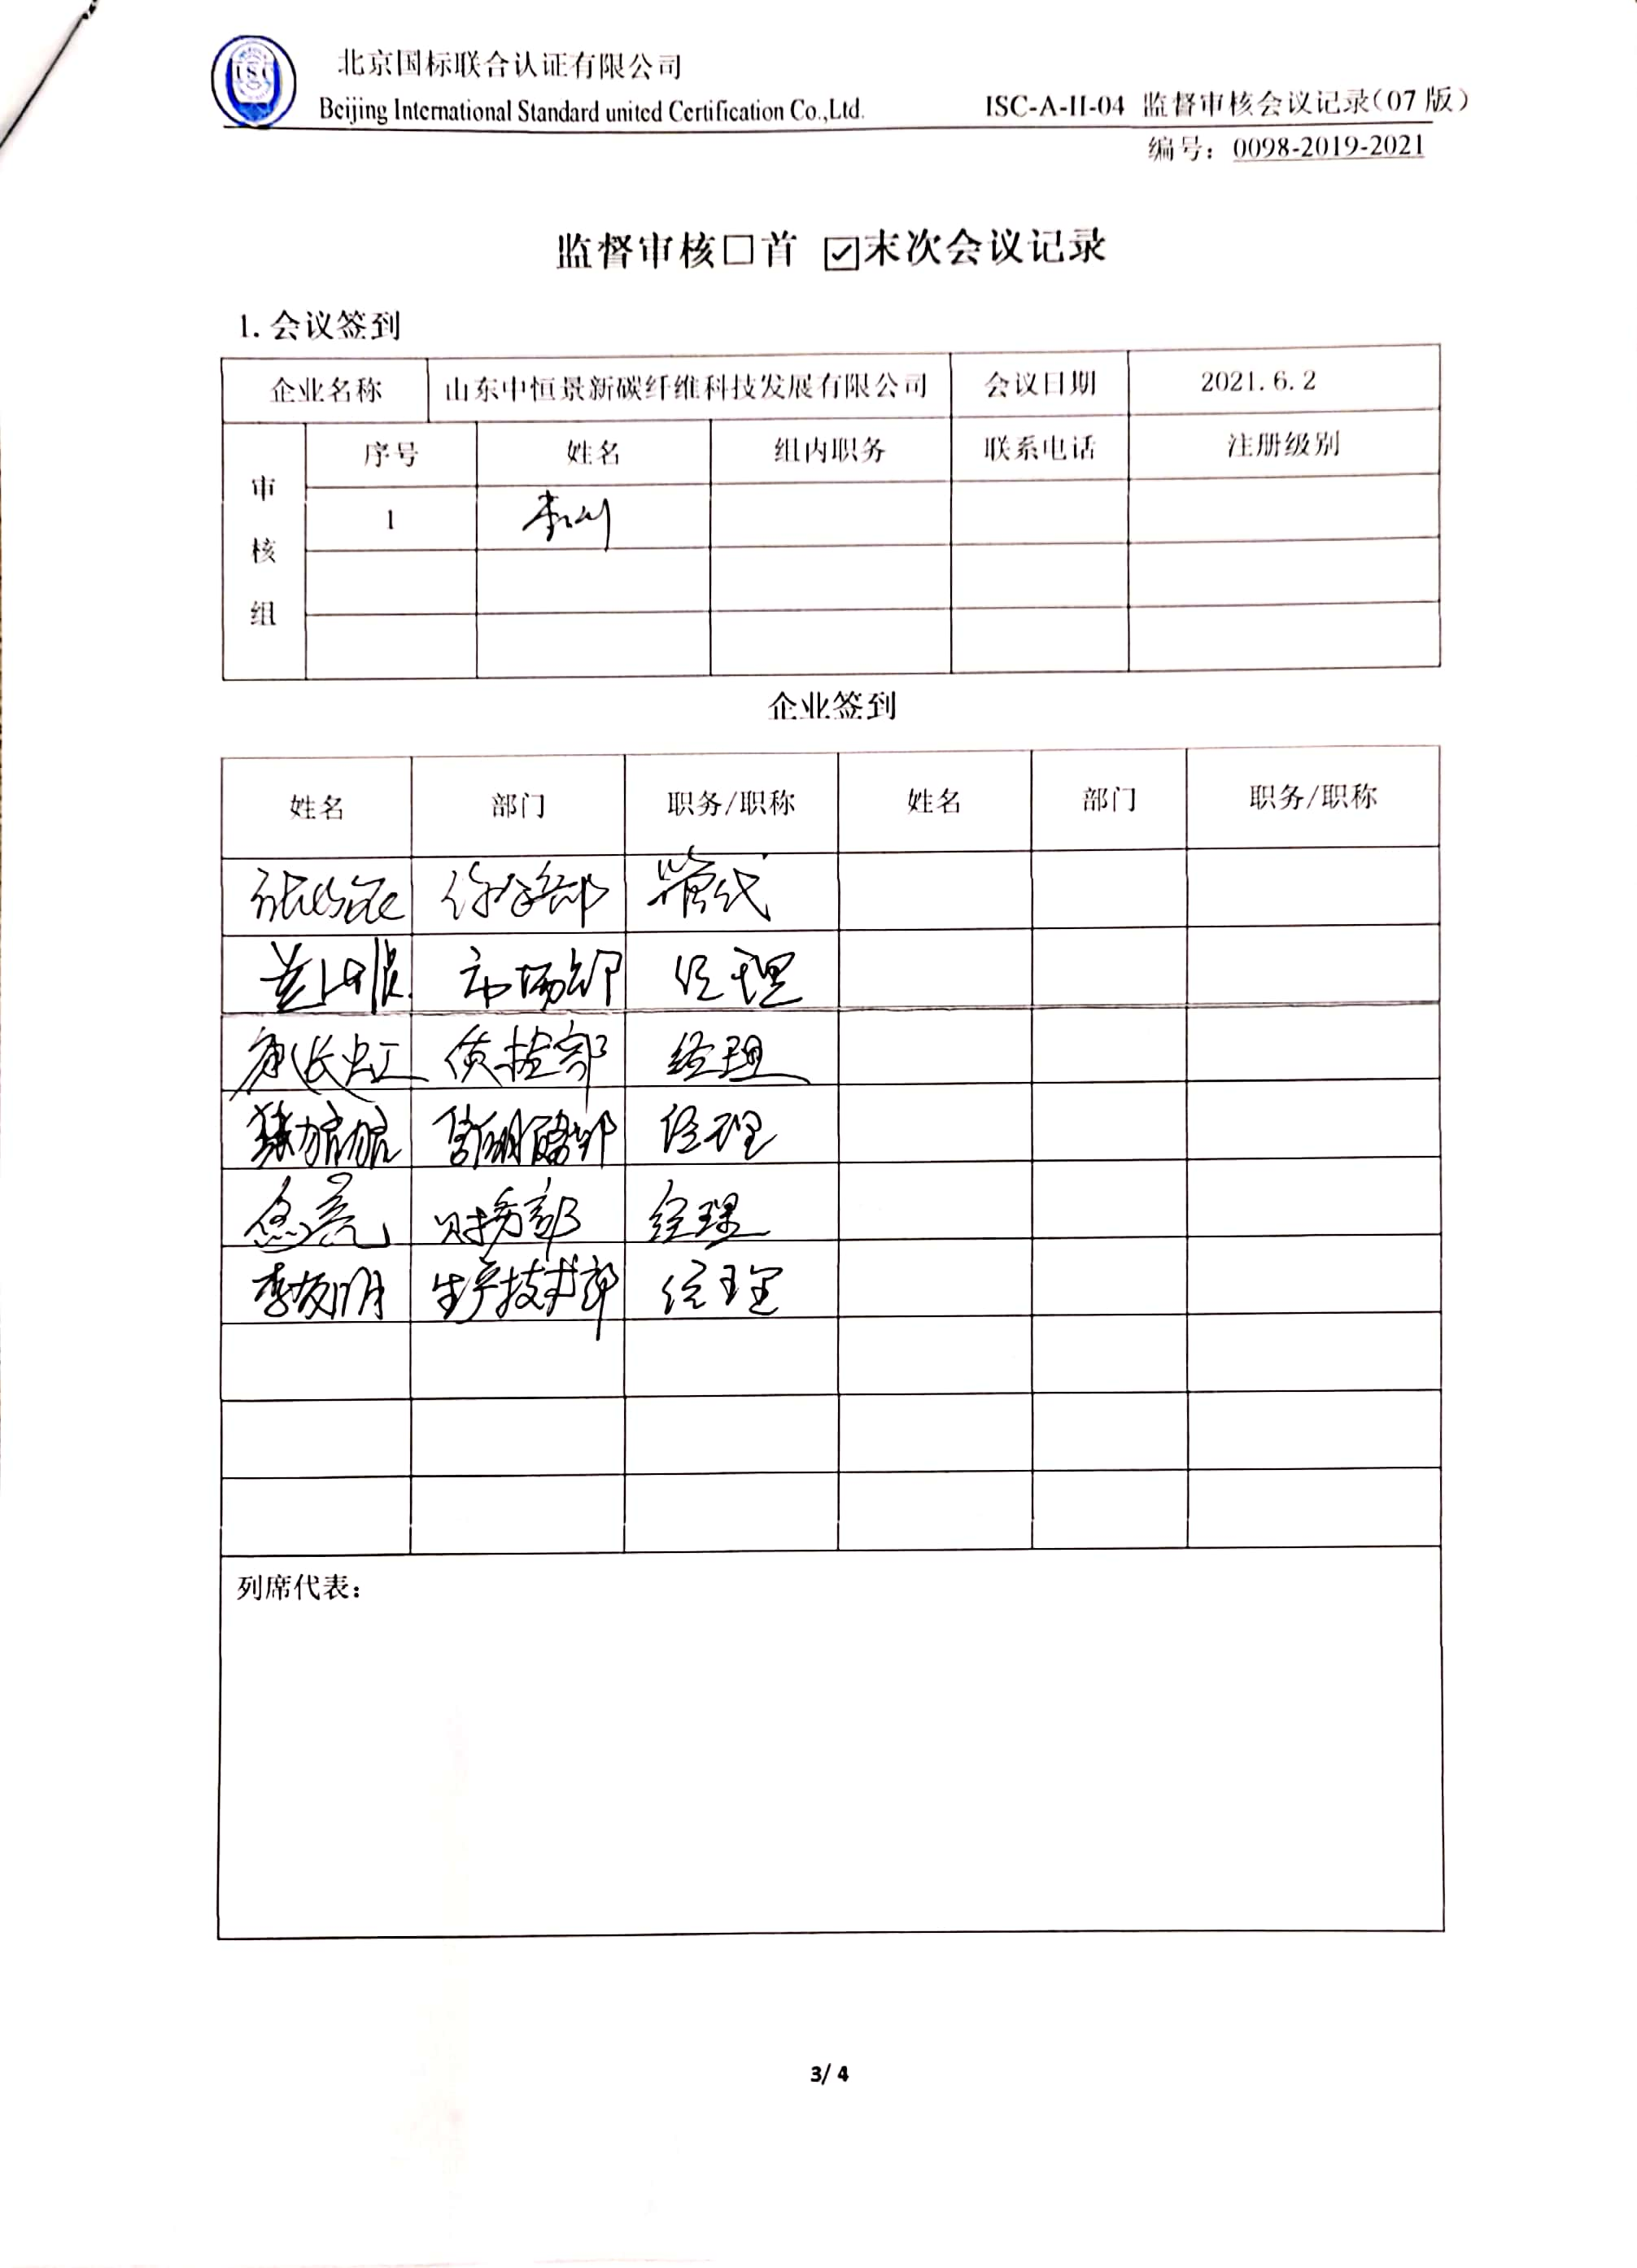 北京国标联合认证有限公司
Beijing International Standard united Certification Co.,Ltd.
ISC-A-II-04 监督审核会议记录(07版)
编号：0098-2019-2021
监督审核□首 ☑末次会议记录
1.会议签到
企业名称 山东中恒景新碳纤维科技发展有限公司 会议日期 2021.6.2
审核组 序号 姓名 组内职务 联系电话 注册级别
1
企业签到
姓名 部门 职务/职称 姓名 部门 职务/职称
管代
市场部 经理
质控部 经理
经理
财务部 经理
生产技术部 经理
列席代表：
3/ 4